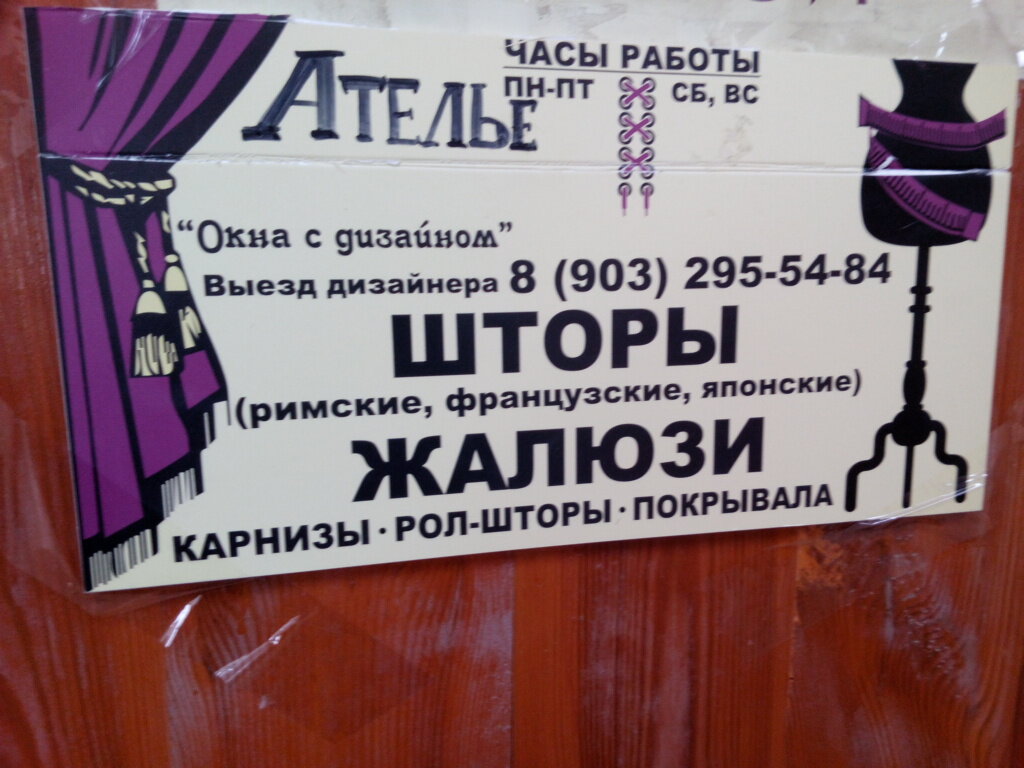 Ателье
ЧАСЫ РАБОТЫ
ПН-ПТ СБ, ВС
"Окна с дизайном"
Выезд дизайнера 8 (903) 295-54-84
ШТОРЫ
(римские, французские, японские)
ЖАЛЮЗИ
КАРНИЗЫ · РОЛ-ШТОРЫ · ПОКРЫВАЛА